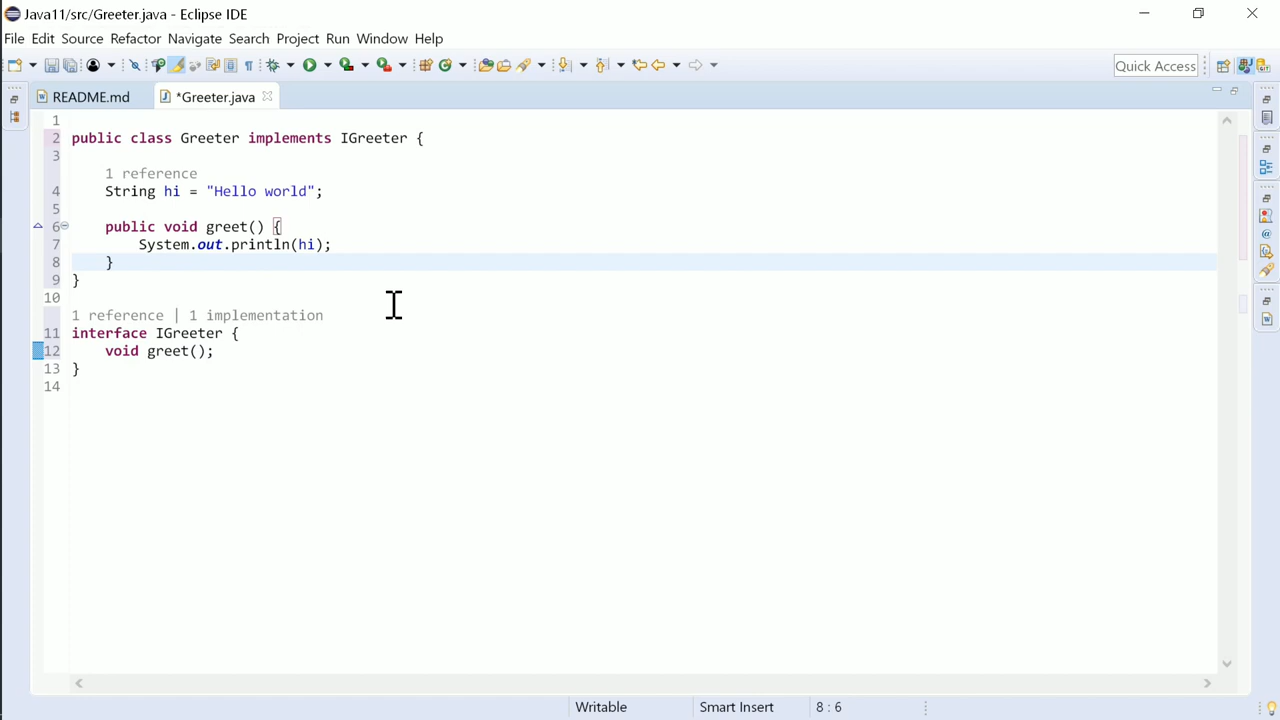 Java11/src/Greeter.java - Eclipse IDE
File Edit Source Refactor Navigate Search Project Run Window Help
Quick Access
README.md *Greeter.java
1
2 public class Greeter implements IGreeter {
3
1 reference
4 String hi = "Hello world";
5
6 public void greet() {
7 System.out.println(hi);
8 }
9 }
10
1 reference | 1 implementation
11 interface IGreeter {
12 void greet();
13 }
14
Writable Smart Insert 8 : 6